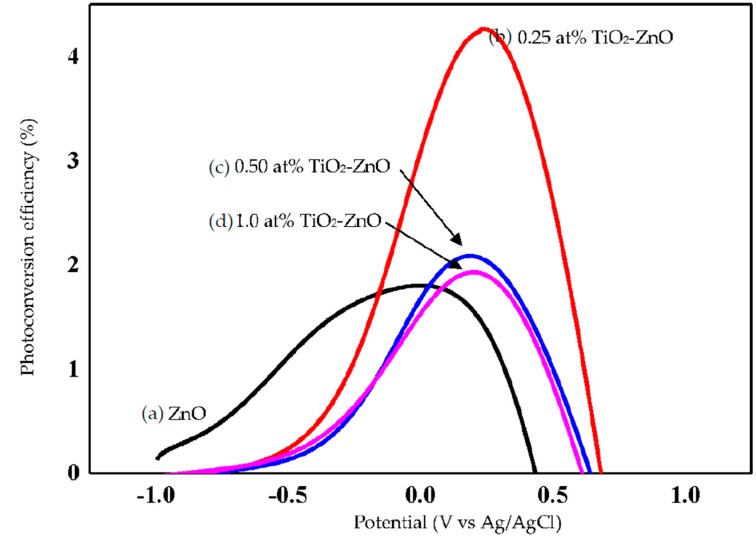 4
3
2
1
0
Photoconversion efficiency (%)
(b) 0.25 at% TiO₂-ZnO
(c) 0.50 at% TiO₂-ZnO
(d) 1.0 at% TiO₂-ZnO
(a) ZnO
-1.0 -0.5 0.0 0.5 1.0
Potential (V vs Ag/AgCl)